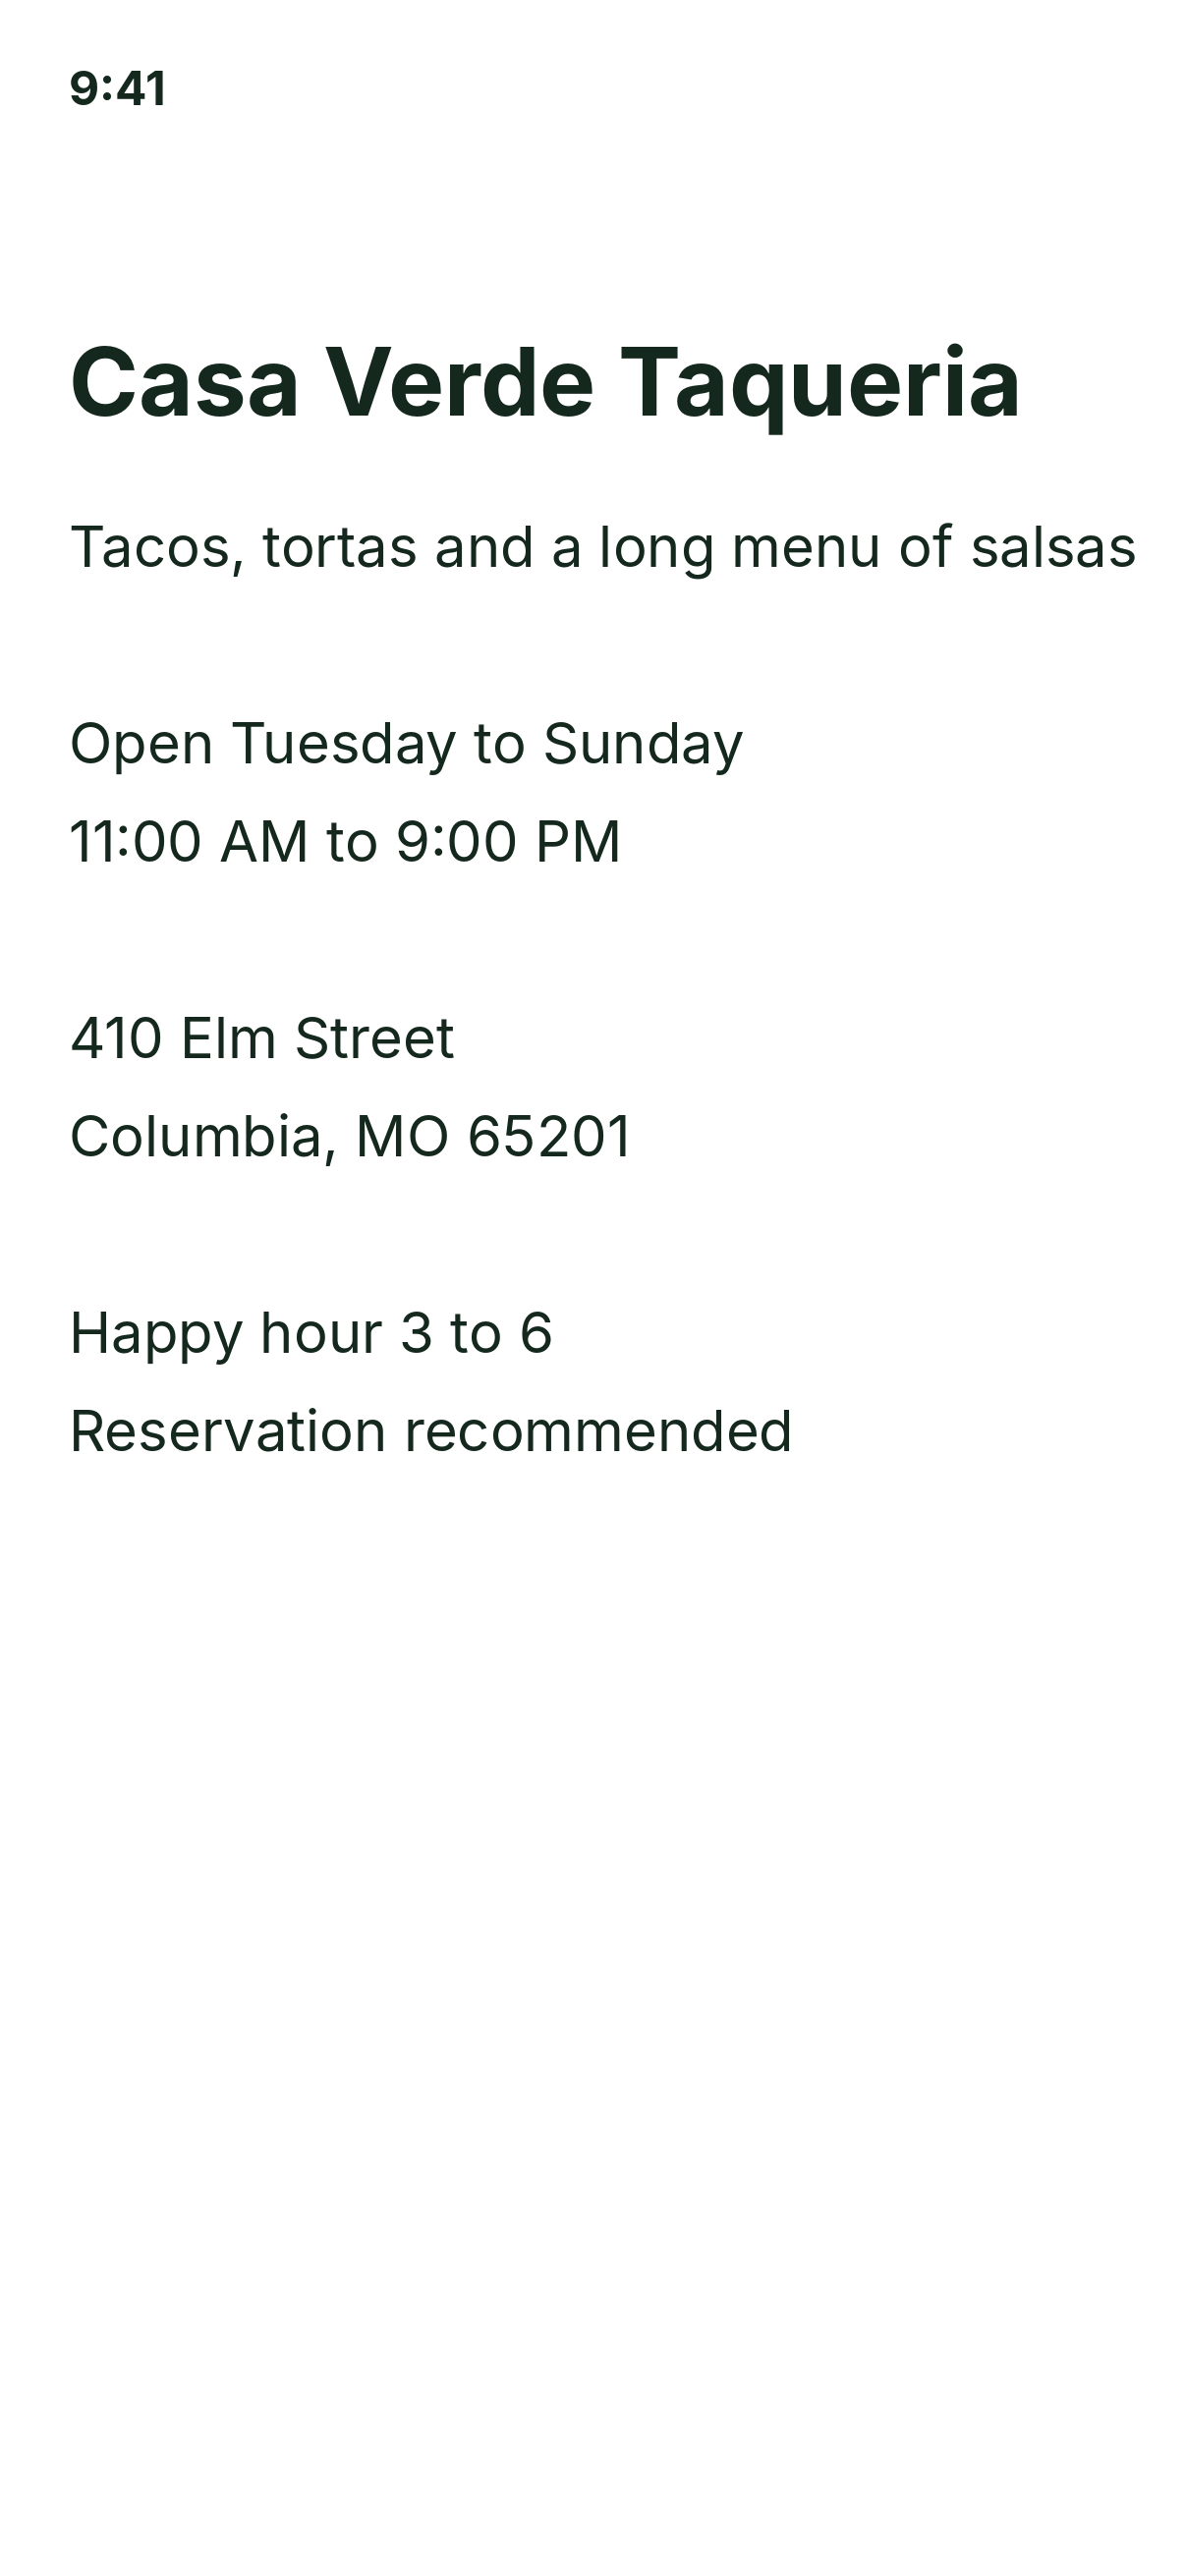 9:41
Casa Verde Taqueria
Tacos, tortas and a long menu of salsas
Open Tuesday to Sunday
11:00 AM to 9:00 PM
410 Elm Street
Columbia, MO 65201
Happy hour 3 to 6
Reservation recommended